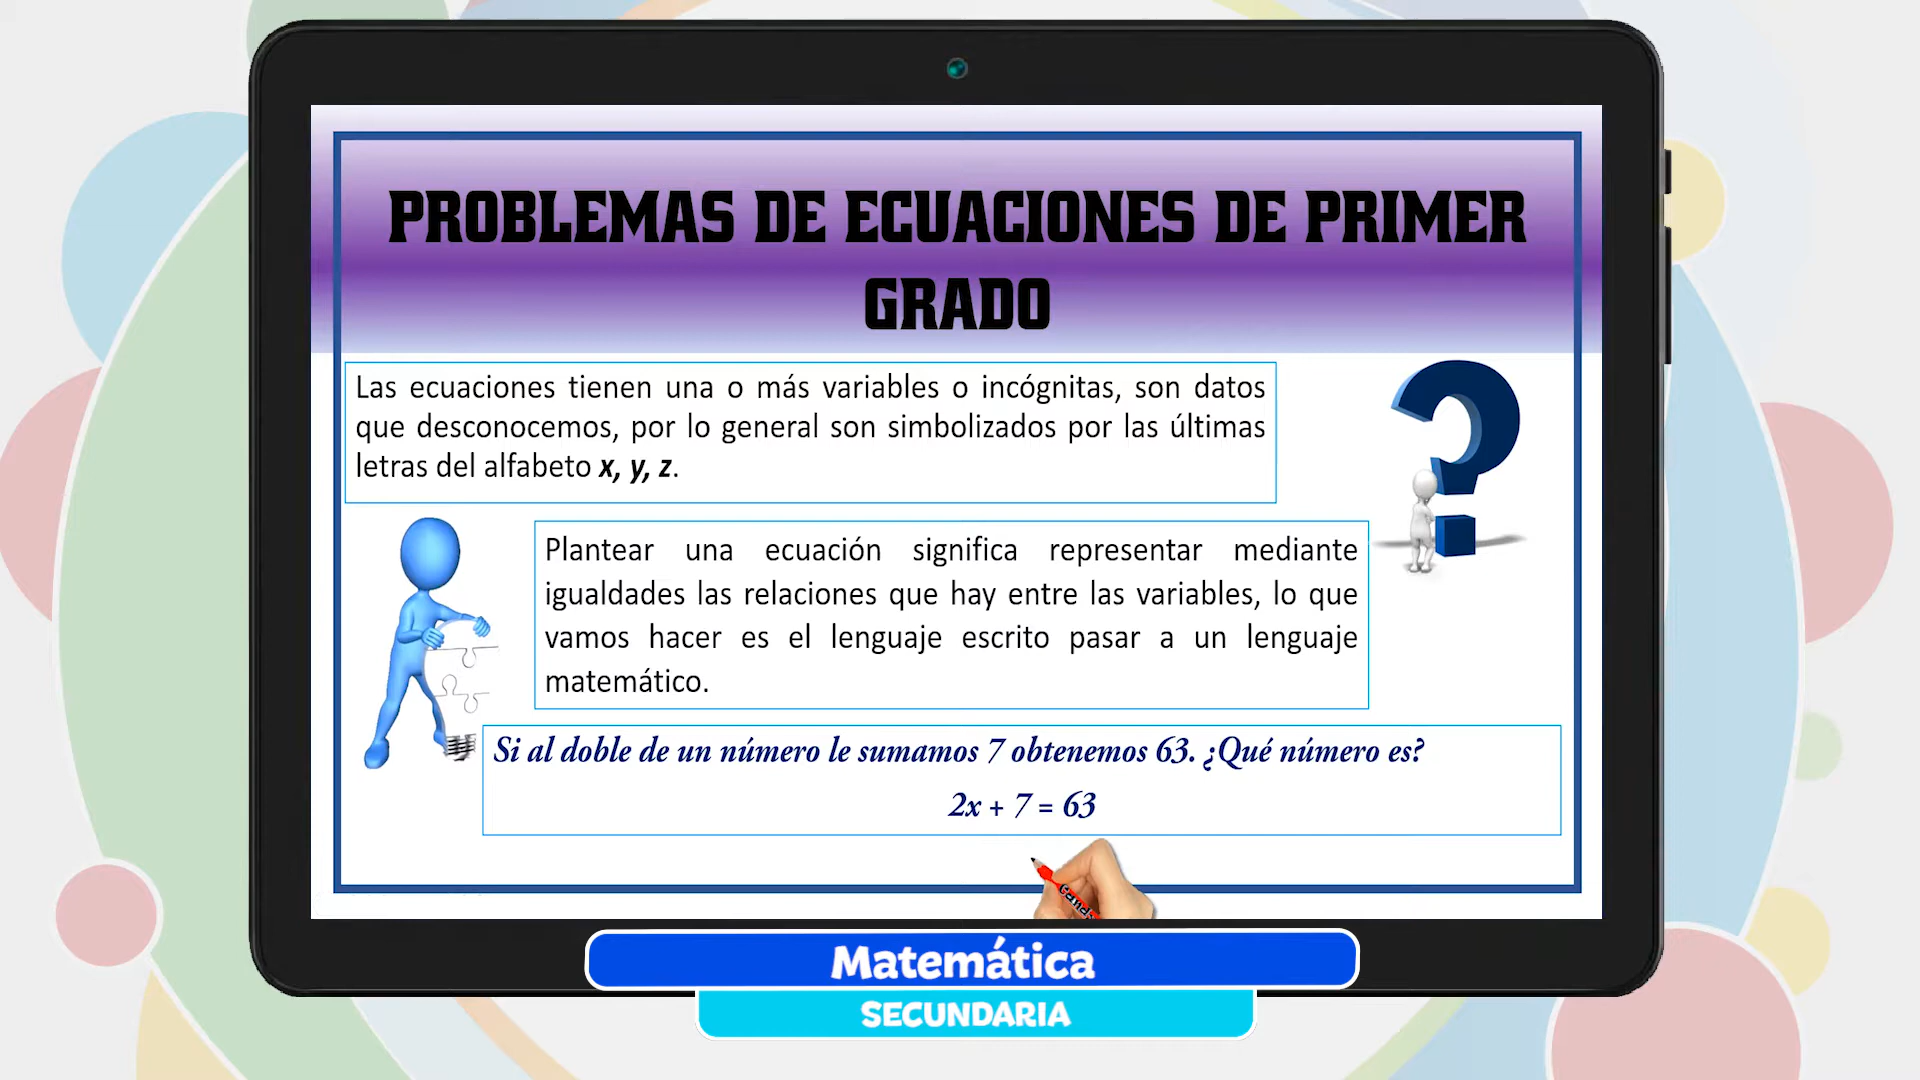 PROBLEMAS DE ECUACIONES DE PRIMER
GRADO
Las ecuaciones tienen una o más variables o incógnitas, son datos
que desconocemos, por lo general son simbolizados por las últimas
letras del alfabeto x, y, z.
Plantear una ecuación significa representar mediante
igualdades las relaciones que hay entre las variables, lo que
vamos hacer es el lenguaje escrito pasar a un lenguaje
matemático.
Si al doble de un número le sumamos 7 obtenemos 63. ¿Qué número es?
2x + 7 = 63
Matemática
SECUNDARIA